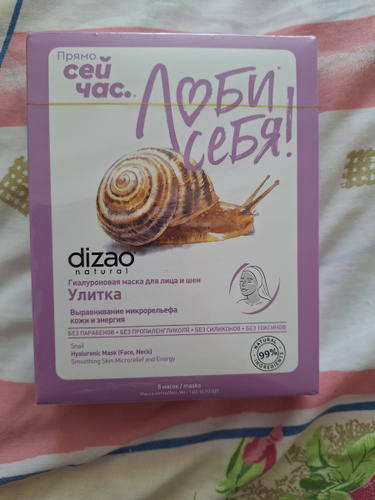 Прямо
сей
час.
Люби
себя!
dizao
natural
Гиалуроновая маска для лица и шеи
Улитка
Выравнивание микрорельефа
кожи и энергия
БЕЗ ПАРАБЕНОВ • БЕЗ ПРОПИЛЕНГЛИКОЛЯ • БЕЗ СИЛИКОНОВ • БЕЗ ТОКСИНОВ
Snail
Hyaluronic Mask (Face, Neck)
Smoothing Skin Microrelief and Energy
NATURAL
99%
INGREDIENTS
5 масок / masks